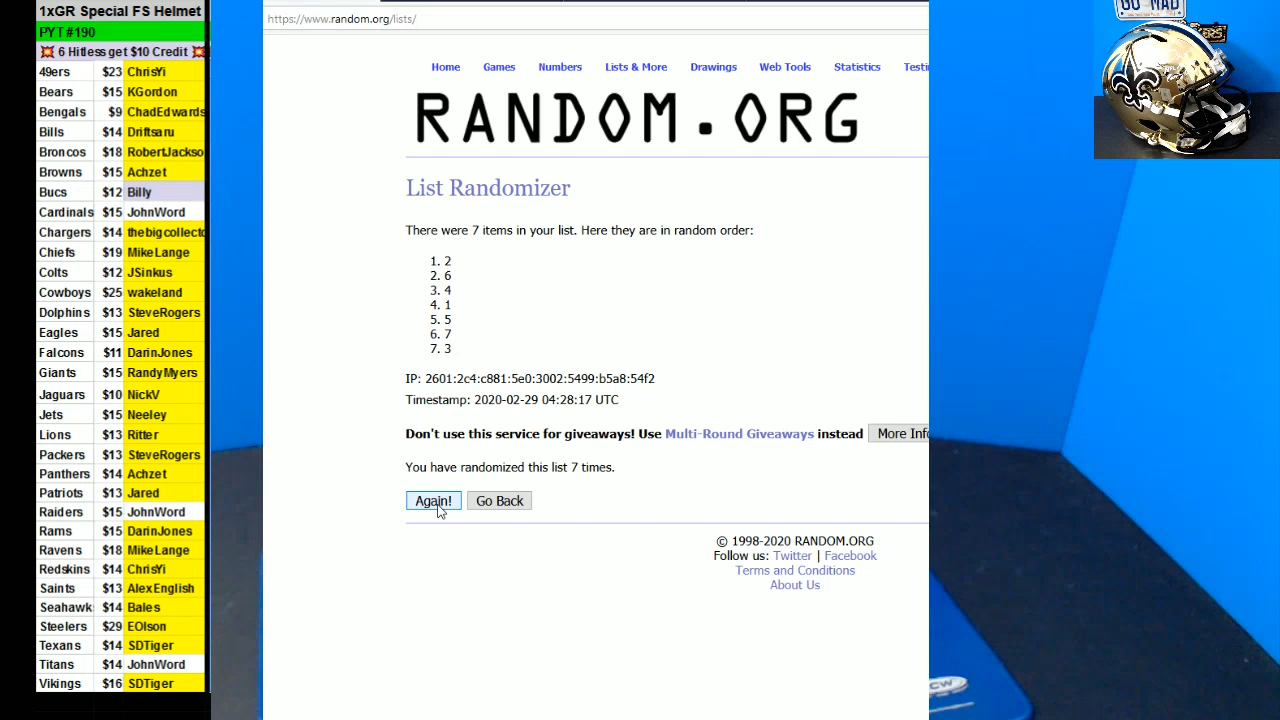 1xGR Special FS Helmet
PYT #190
💥 6 Hitless get $10 Credit 💥
49ers $23 ChrisYi
Bears $15 KGordon
Bengals $9 ChadEdwards
Bills $14 Driftsaru
Broncos $18 RobertJackso
Browns $15 Achzet
Bucs $12 Billy
Cardinals $15 JohnWord
Chargers $14 thebigcollecto
Chiefs $19 MikeLange
Colts $12 JSinkus
Cowboys $25 wakeland
Dolphins $13 SteveRogers
Eagles $15 Jared
Falcons $11 DarinJones
Giants $15 RandyMyers
Jaguars $10 NickV
Jets $15 Neeley
Lions $13 Ritter
Packers $13 SteveRogers
Panthers $14 Achzet
Patriots $13 Jared
Raiders $15 JohnWord
Rams $15 DarinJones
Ravens $18 MikeLange
Redskins $14 ChrisYi
Saints $13 AlexEnglish
Seahawk $14 Bales
Steelers $29 EOlson
Texans $14 SDTiger
Titans $14 JohnWord
Vikings $16 SDTiger
https://www.random.org/lists/
Home Games Numbers Lists & More Drawings Web Tools Statistics Testi
RANDOM.ORG
List Randomizer
There were 7 items in your list. Here they are in random order:
1. 2
2. 6
3. 4
4. 1
5. 5
6. 7
7. 3
IP: 2601:2c4:c881:5e0:3002:5499:b5a8:54f2
Timestamp: 2020-02-29 04:28:17 UTC
Don't use this service for giveaways! Use Multi-Round Giveaways instead More Info
You have randomized this list 7 times.
Again! Go Back
© 1998-2020 RANDOM.ORG
Follow us: Twitter | Facebook
Terms and Conditions
About Us
GO MAD
CW